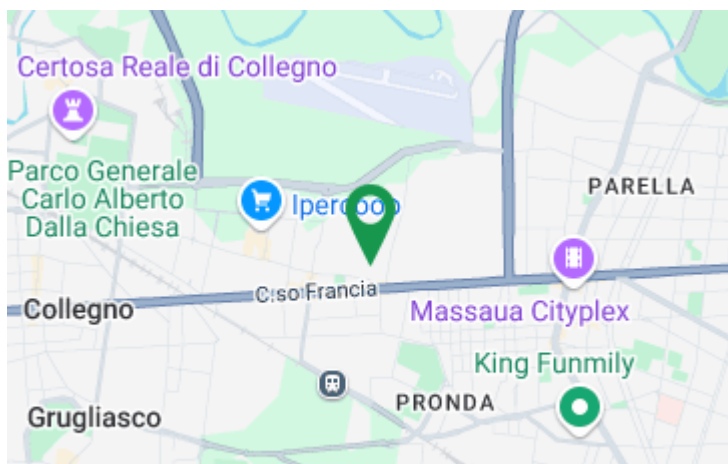 Certosa Reale di Collegno
Parco Generale
Carlo Alberto
Dalla Chiesa
Ipercoop
PARELLA
C.so Francia
Collegno
Massaua Cityplex
King Funmily
PRONDA
Grugliasco